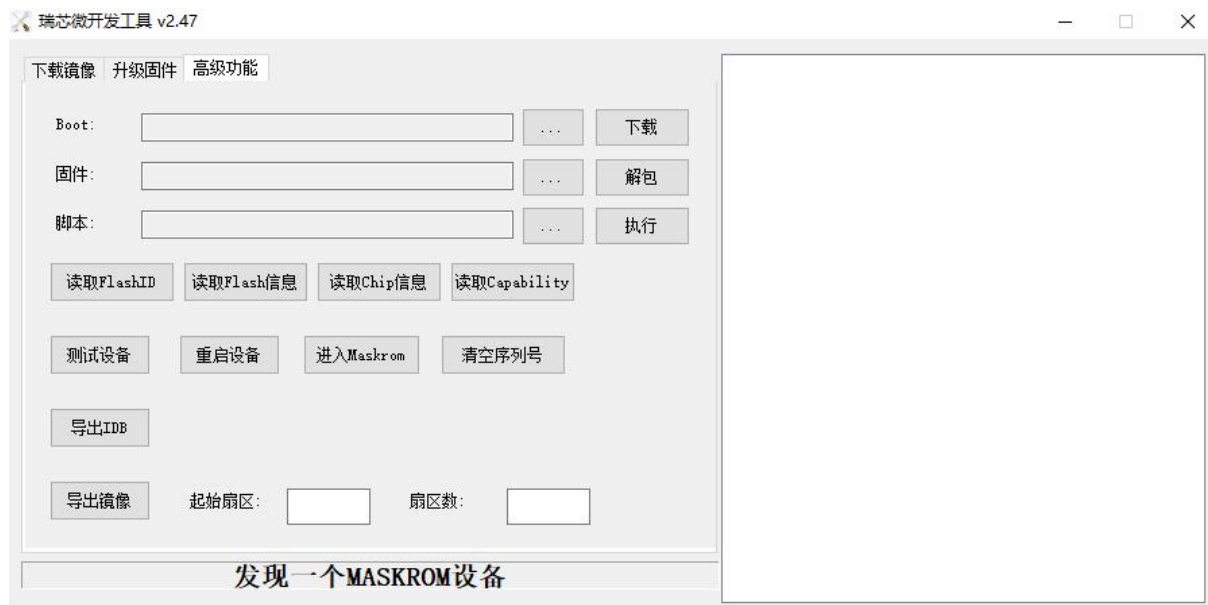 瑞芯微开发工具 v2.47
下载镜像 升级固件 高级功能
Boot: ... 下载
固件: ... 解包
脚本: ... 执行
读取FlashID 读取Flash信息 读取Chip信息 读取Capability
测试设备 重启设备 进入Maskrom 清空序列号
导出IDB
导出镜像 起始扇区: 扇区数:
发现一个MASKROM设备